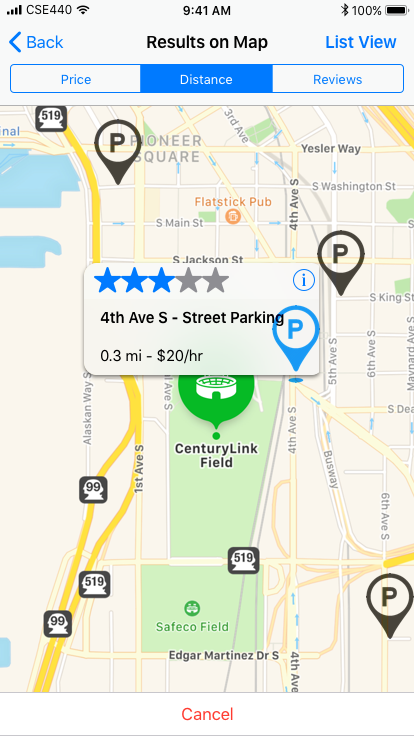 CSE440
9:41 AM
100%
Back
Results on Map
List View
Price
Distance
Reviews
519
P
PIONEER
SQUARE
3rd Ave
Yesler Way
4th Ave S
S Washington St
Flatstick Pub
S Main St
S Jackson St
P
S King St
4th Ave S - Street Parking
P
0.3 mi - $20/hr
5th Ave S
6th Ave S
Maynard Ave S
Alaskan Way S
CenturyLink
Field
4th Ave S
S Dea
1st Ave S
Busway
6th Ave S
99
519
519
P
99
Safeco Field
Edgar Martinez Dr S
4th Ave S
Cancel